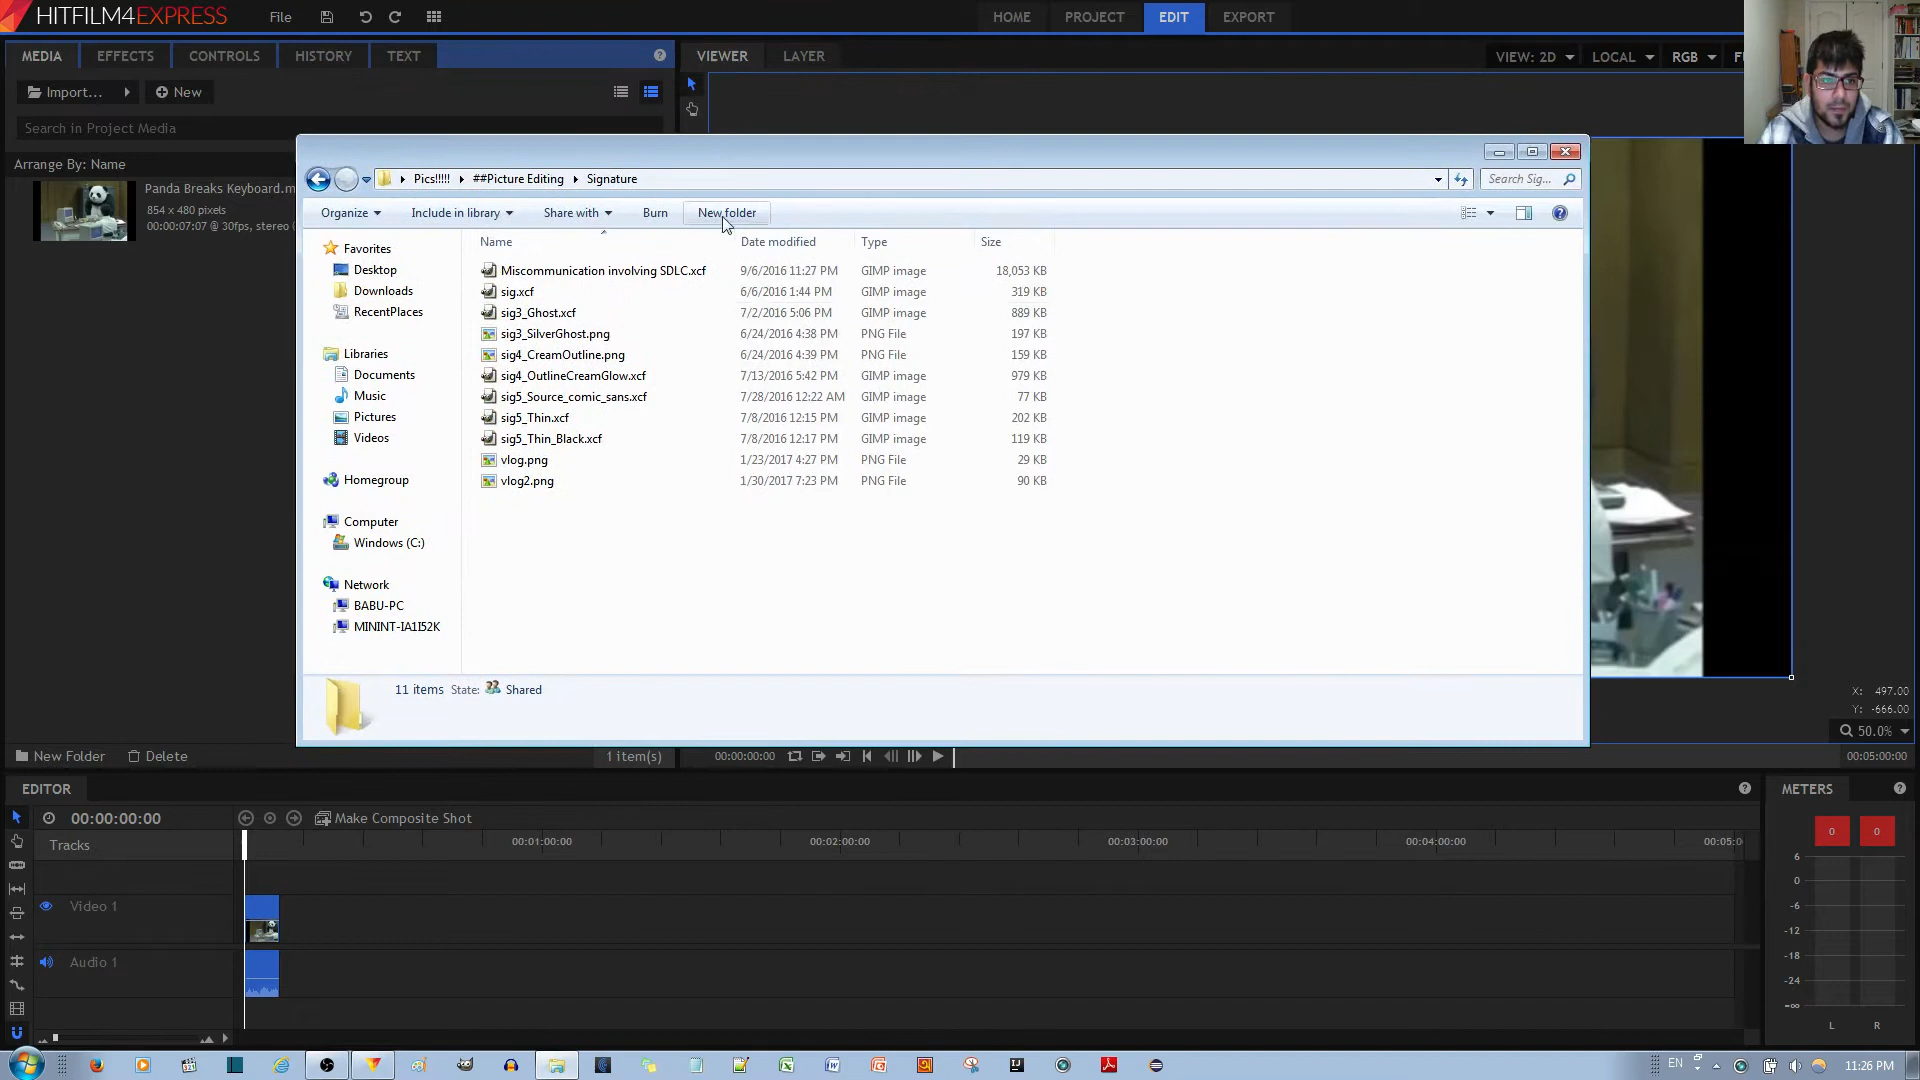 HITFILM4EXPRESS
File
HOME
PROJECT
EDIT
EXPORT
MEDIA
EFFECTS
CONTROLS
HISTORY
TEXT
VIEWER
LAYER
VIEW: 2D
LOCAL
RGB
Import...
New
Search in Project Media
Arrange By: Name
Panda Breaks Keyboard.m
854 x 480 pixels
00:00:07:07 @ 30fps, stereo
Pics!!!!! ##Picture Editing Signature
Search Sig...
Organize
Include in library
Share with
Burn
New folder
Name Date modified Type Size
Miscommunication involving SDLC.xcf 9/6/2016 11:27 PM GIMP image 18,053 KB
sig.xcf 6/6/2016 1:44 PM GIMP image 319 KB
sig3_Ghost.xcf 7/2/2016 5:06 PM GIMP image 889 KB
sig3_SilverGhost.png 6/24/2016 4:38 PM PNG File 197 KB
sig4_CreamOutline.png 6/24/2016 4:39 PM PNG File 159 KB
sig4_OutlineCreamGlow.xcf 7/13/2016 5:42 PM GIMP image 979 KB
sig5_Source_comic_sans.xcf 7/28/2016 12:22 AM GIMP image 77 KB
sig5_Thin.xcf 7/8/2016 12:15 PM GIMP image 202 KB
sig5_Thin_Black.xcf 7/8/2016 12:17 PM GIMP image 119 KB
vlog.png 1/23/2017 4:27 PM PNG File 29 KB
vlog2.png 1/30/2017 7:23 PM PNG File 90 KB
Favorites
Desktop
Downloads
RecentPlaces
Libraries
Documents
Music
Pictures
Videos
Homegroup
Computer
Windows (C:)
Network
BABU-PC
MININT-IA1I52K
11 items State: Shared
X: 497.00
Y: -666.00
50.0%
New Folder
Delete
1 item(s)
00:00:00:00
00:05:00:00
EDITOR
METERS
00:00:00:00
Make Composite Shot
Tracks
00:01:00:00
00:02:00:00
00:03:00:00
00:04:00:00
00:05:0
Video 1
Audio 1
0 0
6
0
-6
-12
-18
-24
-∞
L R
EN
11:26 PM